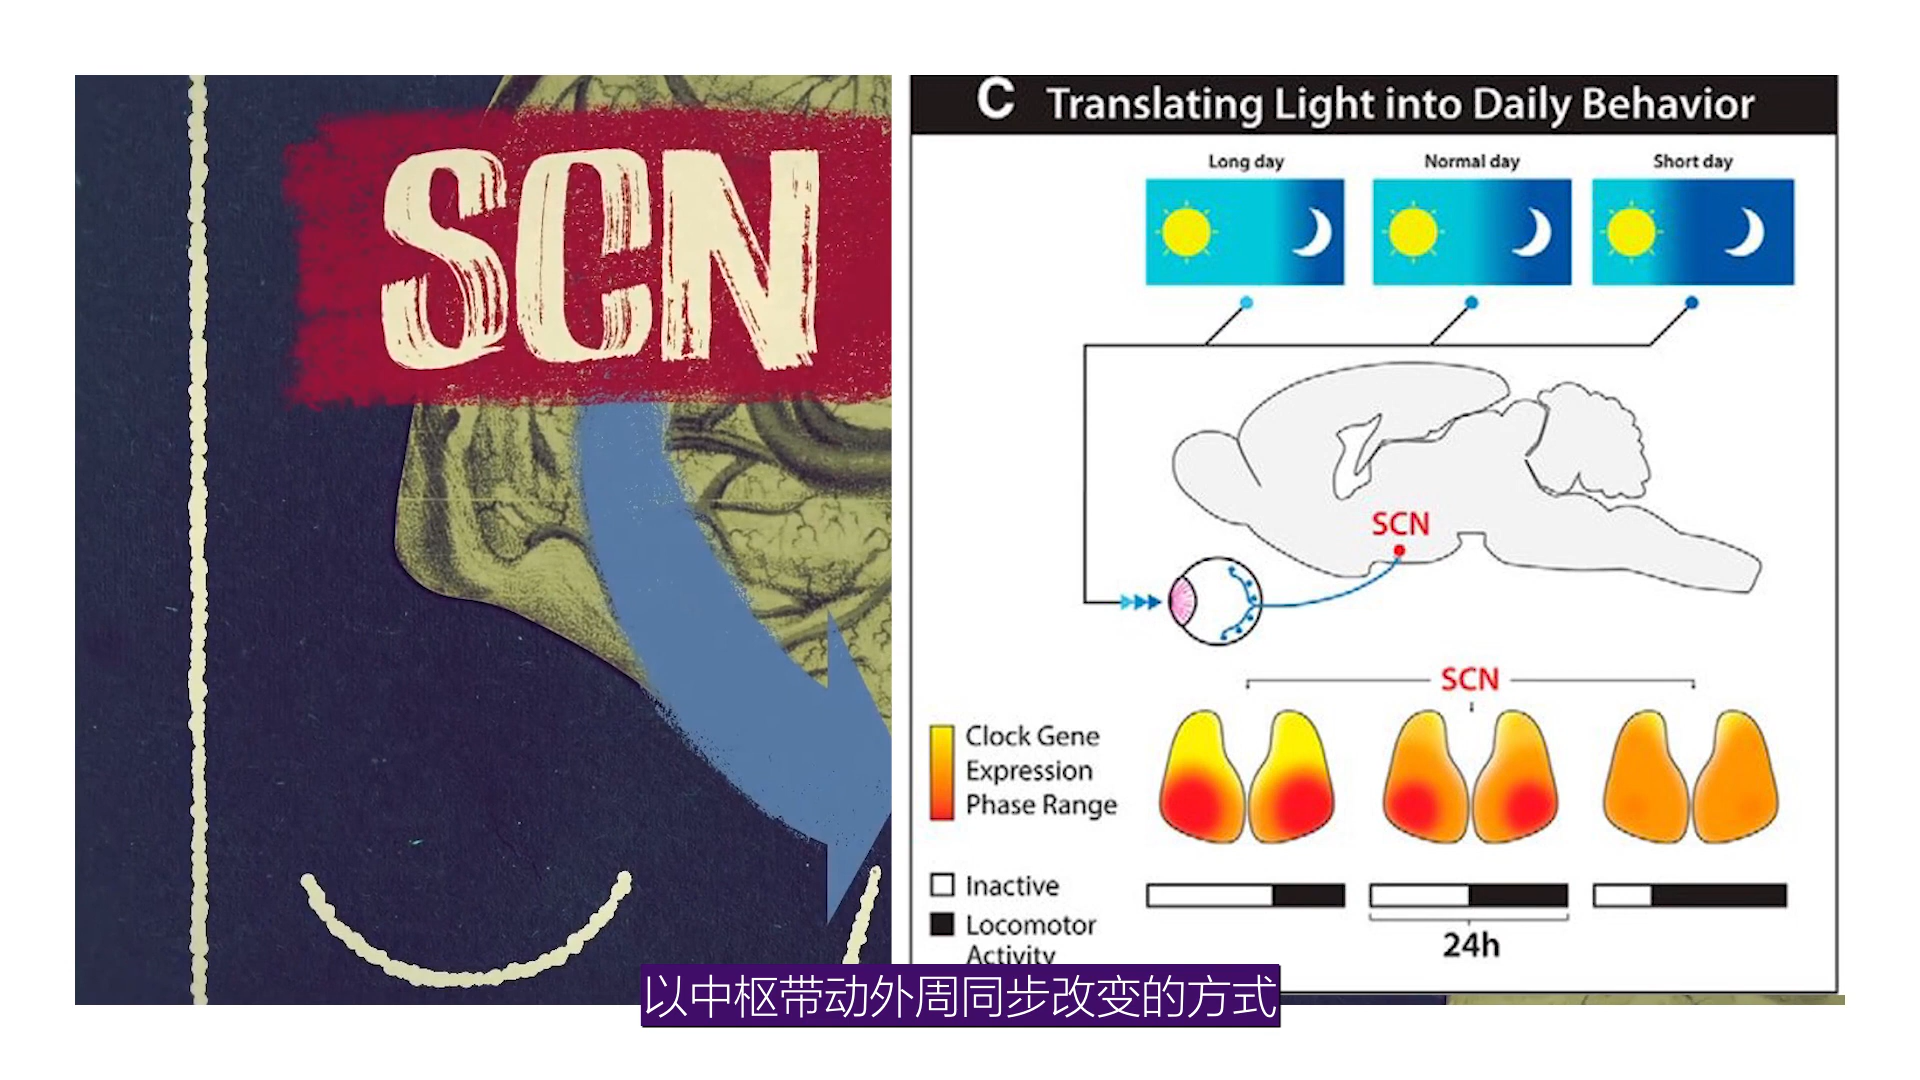 SCN
C Translating Light into Daily Behavior
Long day
Normal day
Short day
SCN
SCN
Clock Gene
Expression
Phase Range
Inactive
Locomotor
Activity
24h
以中枢带动外周同步改变的方式